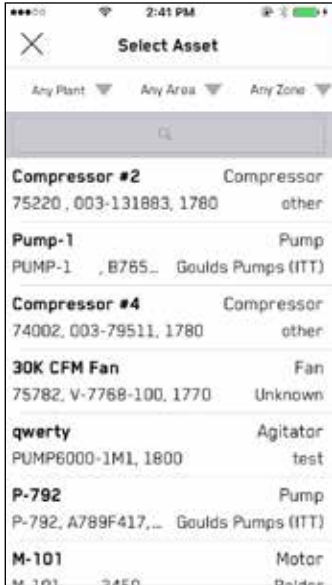 2:41 PM
Select Asset
Any Plant Any Area Any Zone
Compressor #2 Compressor
75220 , 003-131883, 1780 other
Pump-1 Pump
PUMP-1 , B765... Goulds Pumps (ITT)
Compressor #4 Compressor
74002, 003-79511, 1780 other
30K CFM Fan Fan
75782, V-7768-100, 1770 Unknown
qwerty Agitator
PUMP6000-1M1, 1800 test
P-792 Pump
P-792, A789F417,... Goulds Pumps (ITT)
M-101 Motor
M-101 3450